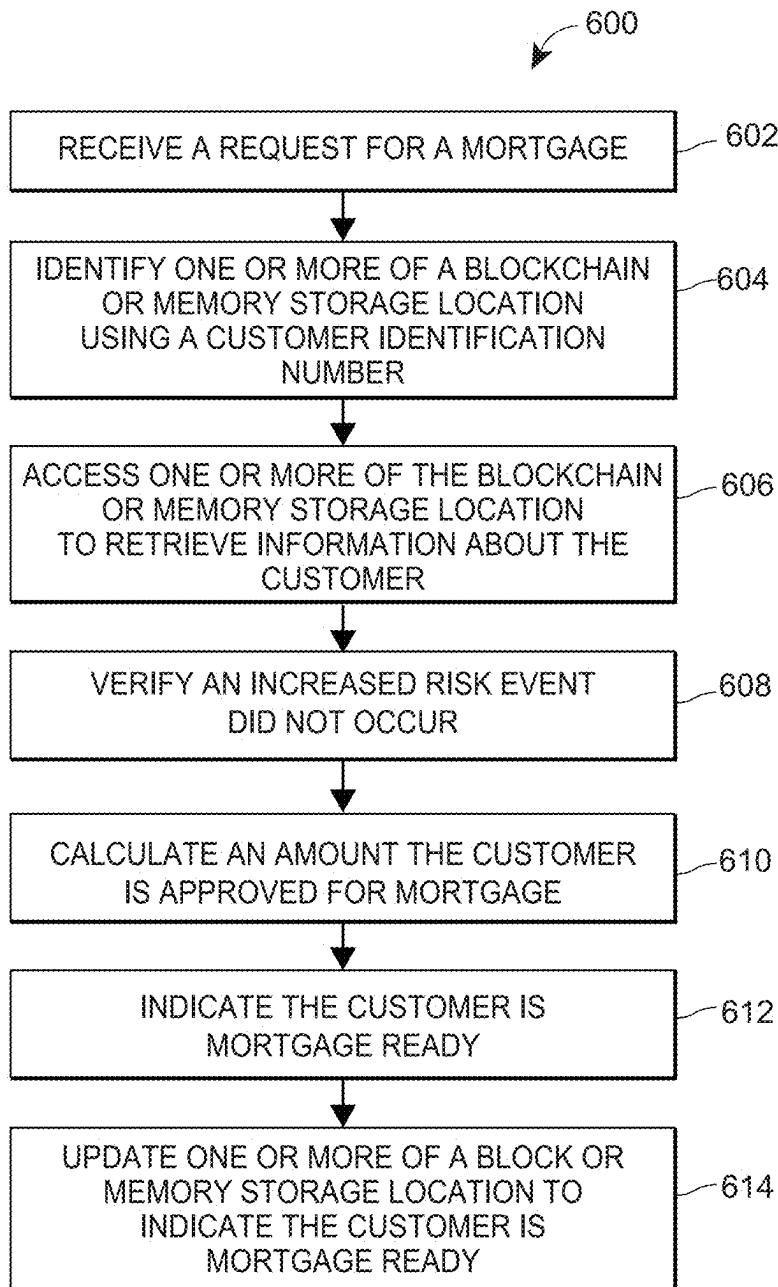 600
RECEIVE A REQUEST FOR A MORTGAGE
602
IDENTIFY ONE OR MORE OF A BLOCKCHAIN
OR MEMORY STORAGE LOCATION
USING A CUSTOMER IDENTIFICATION
NUMBER
604
ACCESS ONE OR MORE OF THE BLOCKCHAIN
OR MEMORY STORAGE LOCATION
TO RETRIEVE INFORMATION ABOUT THE
CUSTOMER
606
VERIFY AN INCREASED RISK EVENT
DID NOT OCCUR
608
CALCULATE AN AMOUNT THE CUSTOMER
IS APPROVED FOR MORTGAGE
610
INDICATE THE CUSTOMER IS
MORTGAGE READY
612
UPDATE ONE OR MORE OF A BLOCK OR
MEMORY STORAGE LOCATION TO
INDICATE THE CUSTOMER IS
MORTGAGE READY
614